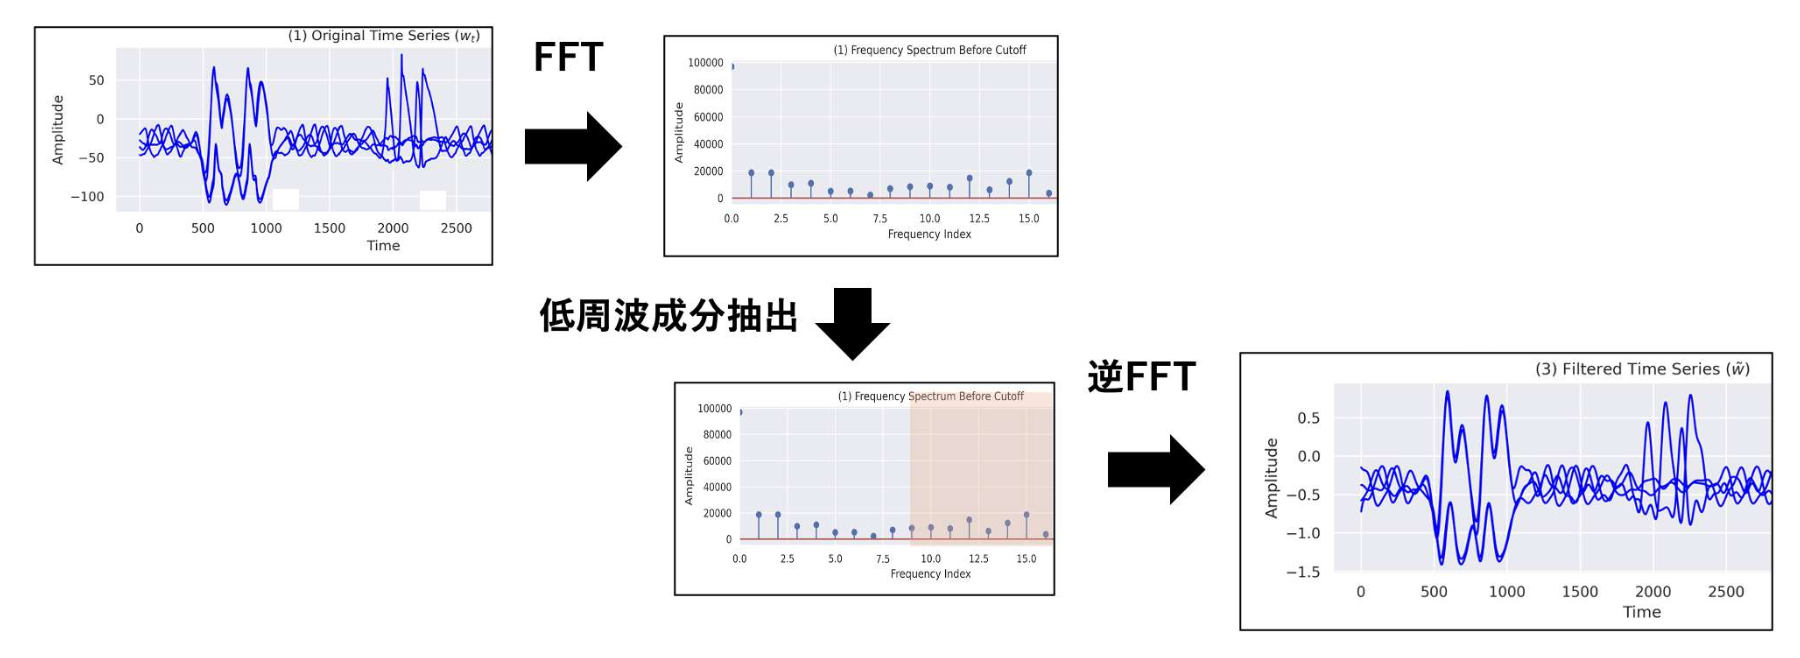 (1) Original Time Series (wt)
Amplitude
50
0
−50
−100
0 500 1000 1500 2000 2500
Time
FFT
(1) Frequency Spectrum Before Cutoff
Amplitude
100000
80000
60000
40000
20000
0
0.0 2.5 5.0 7.5 10.0 12.5 15.0
Frequency Index
低周波成分抽出
(1) Frequency Spectrum Before Cutoff
Amplitude
100000
80000
60000
40000
20000
0
0.0 2.5 5.0 7.5 10.0 12.5 15.0
Frequency Index
逆FFT
(3) Filtered Time Series (w̃)
Amplitude
0.5
0.0
−0.5
−1.0
−1.5
0 500 1000 1500 2000 2500
Time